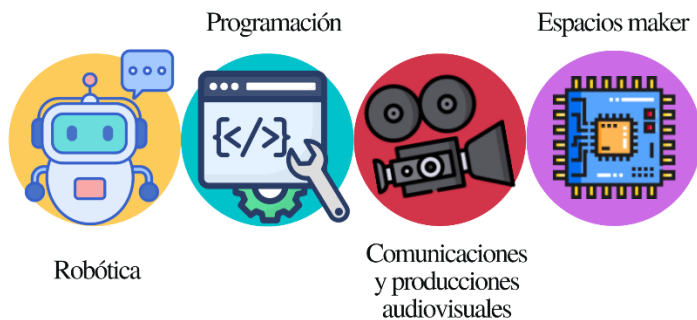 Programación
Espacios maker
{</>}
Robótica
Comunicaciones
y producciones
audiovisuales